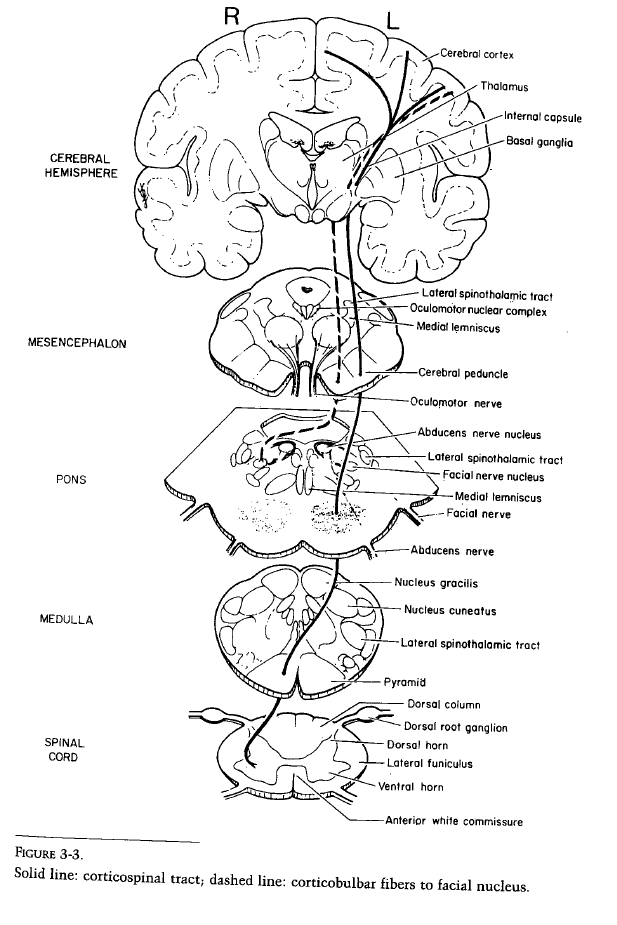 R L
Cerebral cortex
Thalamus
Internal capsule
Basal ganglia
CEREBRAL
HEMISPHERE
Lateral spinothalamic tract
Oculomotor nuclear complex
Medial lemniscus
MESENCEPHALON
Cerebral peduncle
Oculomotor nerve
Abducens nerve nucleus
Lateral spinothalamic tract
Facial nerve nucleus
PONS
Medial lemniscus
Facial nerve
Abducens nerve
Nucleus gracilis
Nucleus cuneatus
MEDULLA
Lateral spinothalamic tract
Pyramid
Dorsal column
Dorsal root ganglion
SPINAL
CORD
Dorsal horn
Lateral funiculus
Ventral horn
Anterior white commissure
FIGURE 3-3.
Solid line: corticospinal tract; dashed line: corticobulbar fibers to facial nucleus.